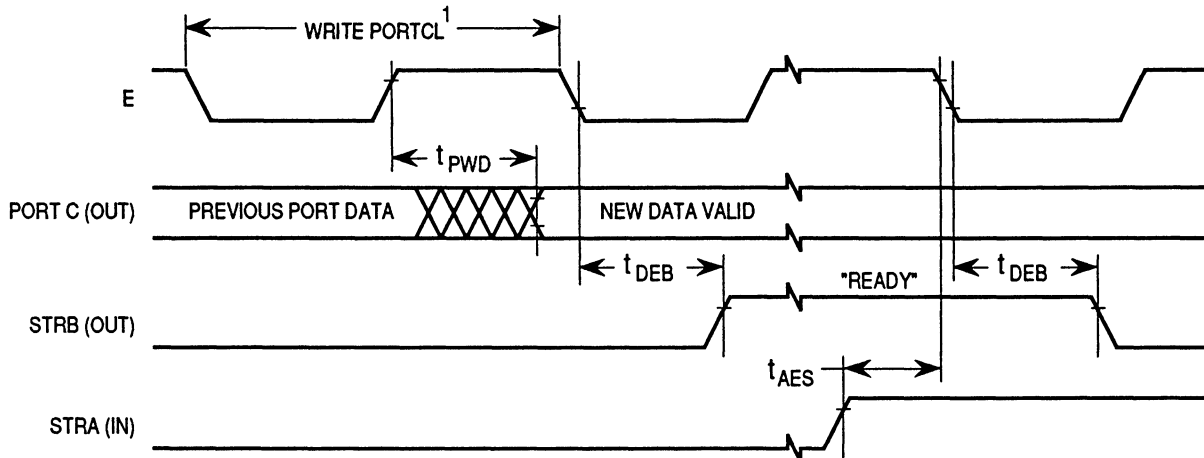 WRITE PORTCL1
E
tPWD
PORT C (OUT)
PREVIOUS PORT DATA
NEW DATA VALID
tDEB
"READY"
tDEB
STRB (OUT)
tAES
STRA (IN)